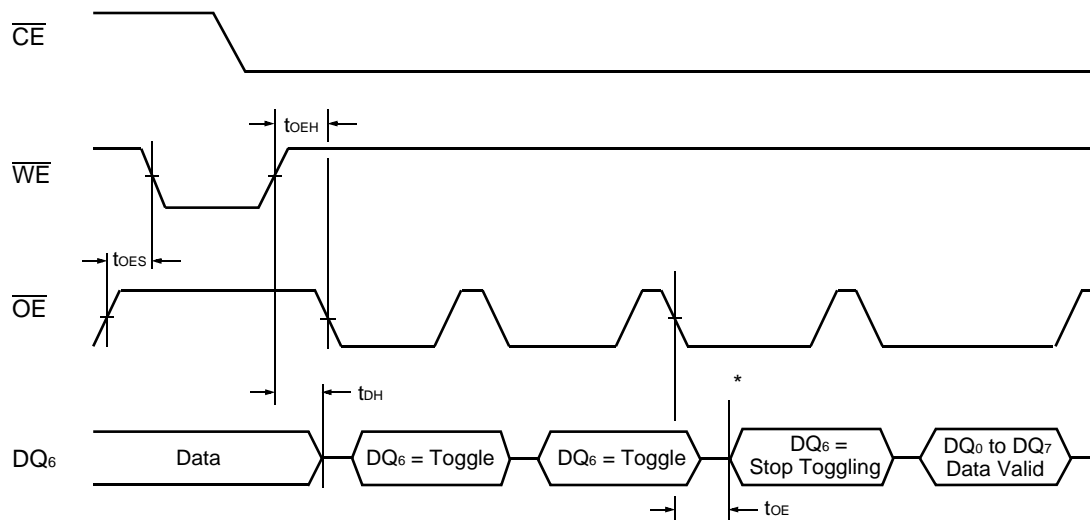 CE
tOEH
WE
tOES
OE
*
tDH
DQ6
Data
DQ6 = Toggle
DQ6 = Toggle
DQ6 =
Stop Toggling
DQ0 to DQ7
Data Valid
tOE